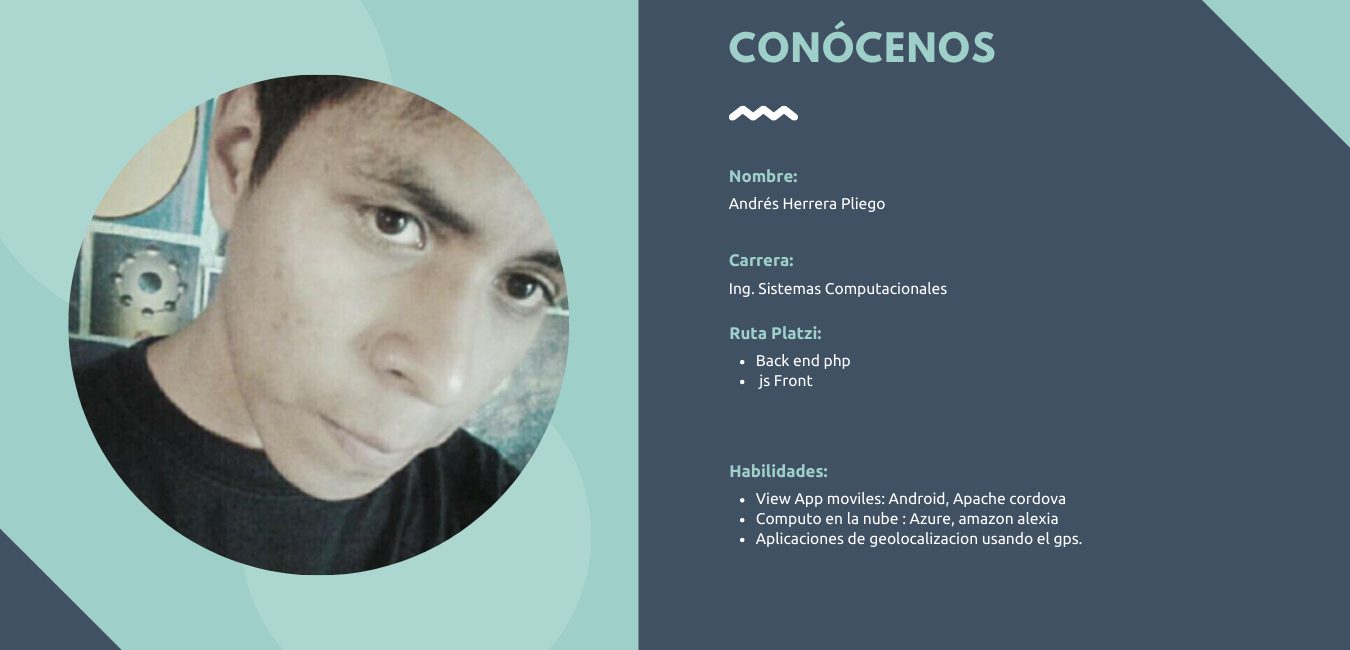 CONÓCENOS
Nombre:
Andrés Herrera Pliego
Carrera:
Ing. Sistemas Computacionales
Ruta Platzi:
• Back end php
• js Front
Habilidades:
• View App moviles: Android, Apache cordova
• Computo en la nube : Azure, amazon alexia
• Aplicaciones de geolocalizacion usando el gps.